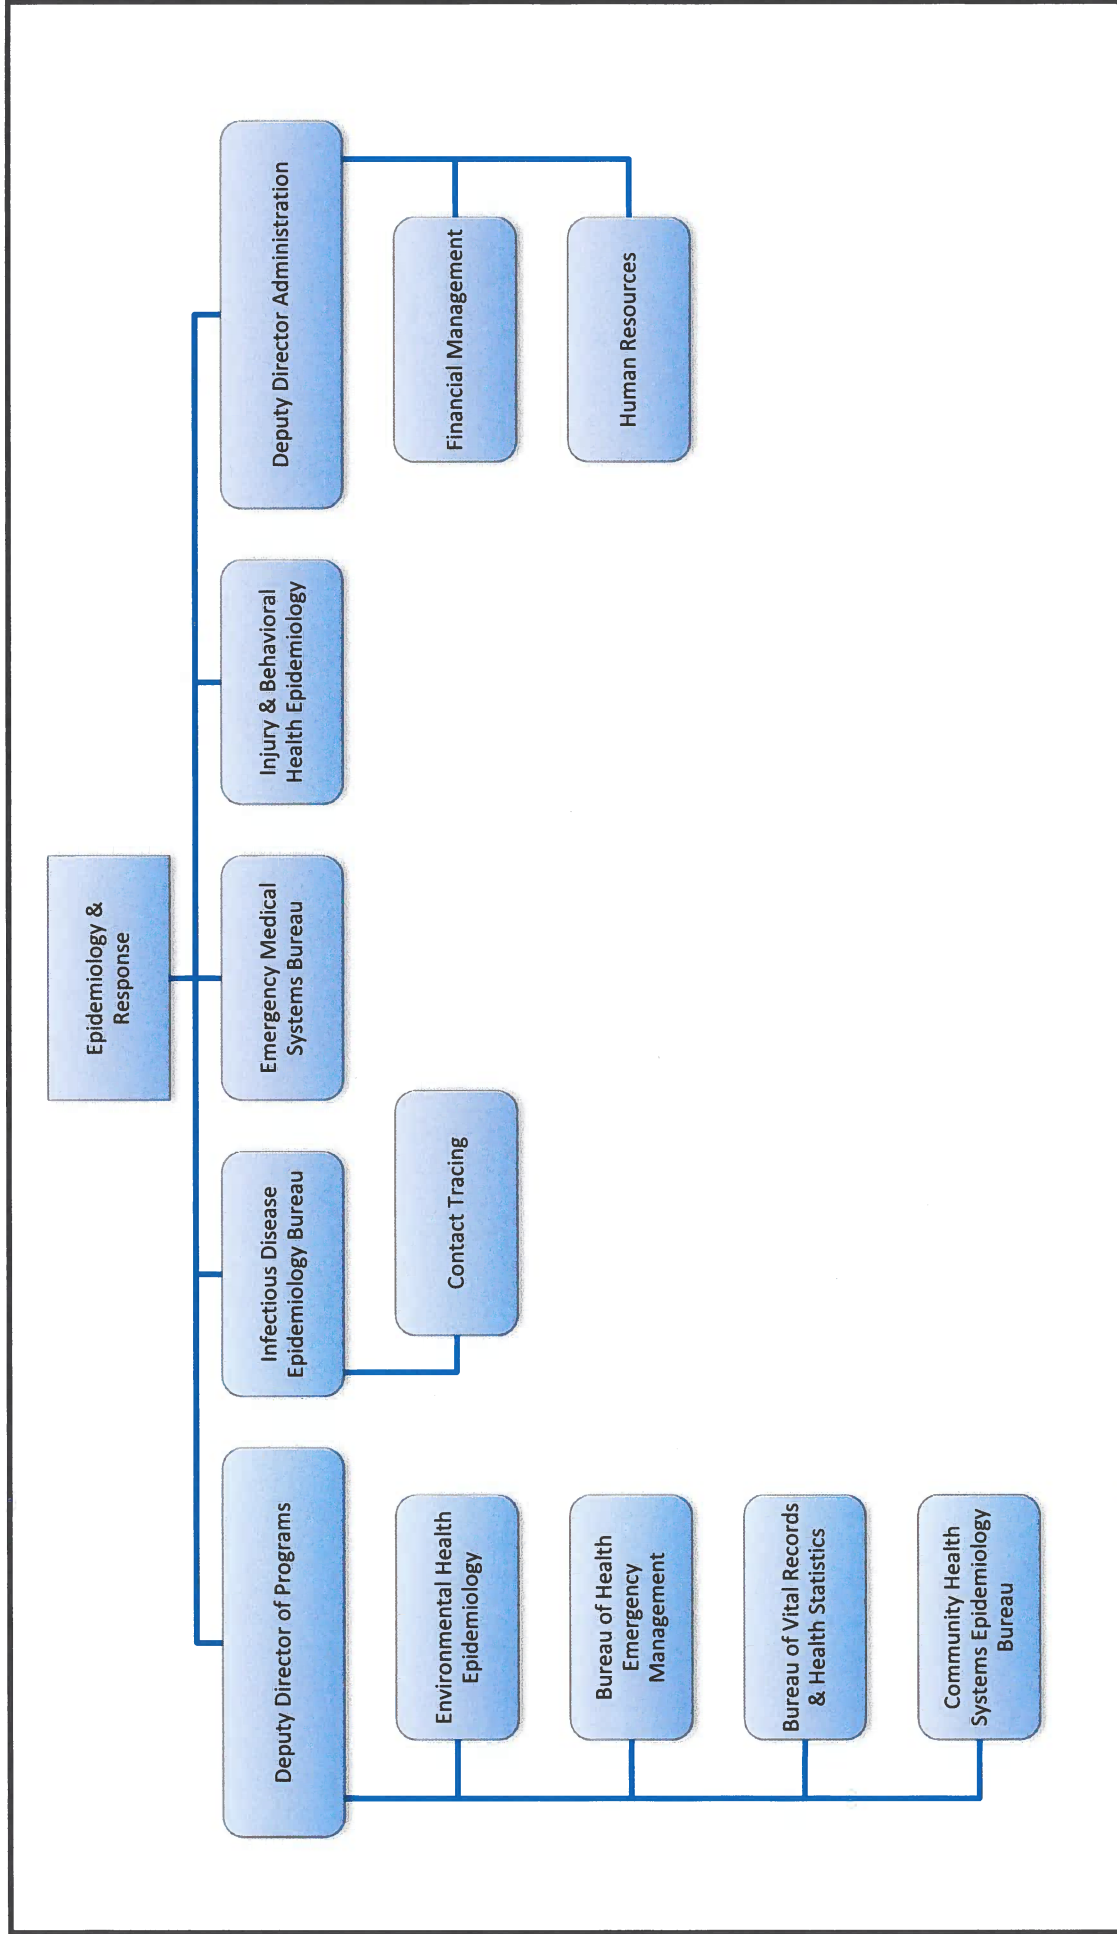 Epidemiology &
Response
Deputy Director of Programs
Infectious Disease
Epidemiology Bureau
Emergency Medical
Systems Bureau
Injury & Behavioral
Health Epidemiology
Deputy Director Administration
Environmental Health
Epidemiology
Contact Tracing
Financial Management
Bureau of Health
Emergency
Management
Human Resources
Bureau of Vital Records
& Health Statistics
Community Health
Systems Epidemiology
Bureau